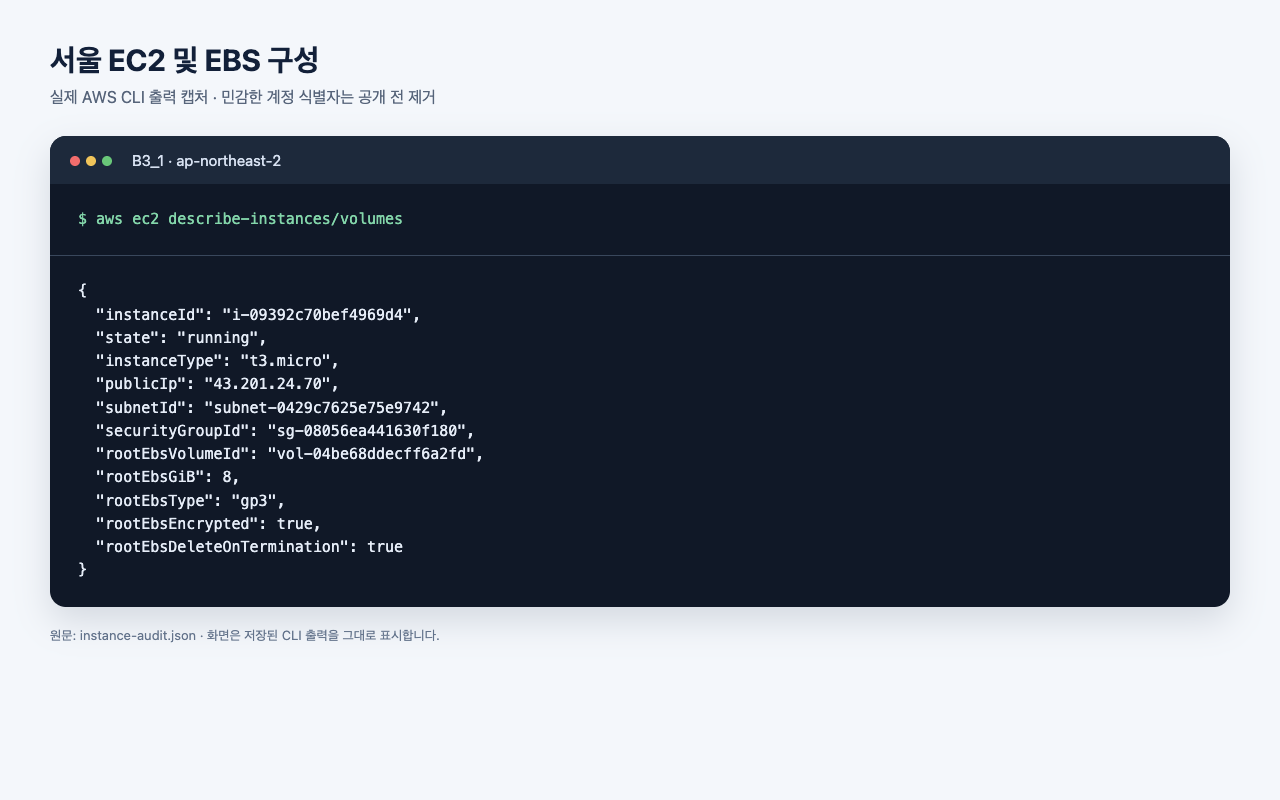 서울 EC2 및 EBS 구성
실제 AWS CLI 출력 캡처 · 민감한 계정 식별자는 공개 전 제거
B3_1 · ap-northeast-2
$ aws ec2 describe-instances/volumes
{
  "instanceId": "i-09392c70bef4969d4",
  "state": "running",
  "instanceType": "t3.micro",
  "publicIp": "43.201.24.70",
  "subnetId": "subnet-0429c7625e75e9742",
  "securityGroupId": "sg-08056ea441630f180",
  "rootEbsVolumeId": "vol-04be68ddecff6a2fd",
  "rootEbsGiB": 8,
  "rootEbsType": "gp3",
  "rootEbsEncrypted": true,
  "rootEbsDeleteOnTermination": true
}
원문: instance-audit.json · 화면은 저장된 CLI 출력을 그대로 표시합니다.